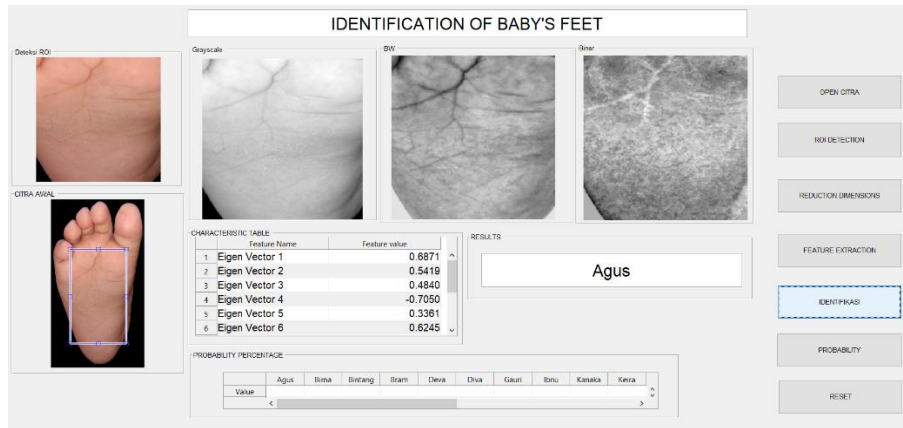 IDENTIFICATION OF BABY'S FEET
Deteksi ROI
Grayscale
BW
Biner
OPEN CITRA
ROI DETECTION
CITRA AWAL
REDUCTION DIMENSIONS
CHARACTERISTIC TABLE
Feature Name Feature value
1 Eigen Vector 1 0.6871
2 Eigen Vector 2 0.5419
3 Eigen Vector 3 0.4840
4 Eigen Vector 4 -0.7050
5 Eigen Vector 5 0.3361
6 Eigen Vector 6 0.6245
RESULTS
Agus
FEATURE EXTRACTION
IDENTIFIKASI
PROBABILITY
RESET
PROBABILITY PERCENTAGE
Agus Bima Bintang Bram Deva Diva Gauri Ibnu Kanaka Keira
Value